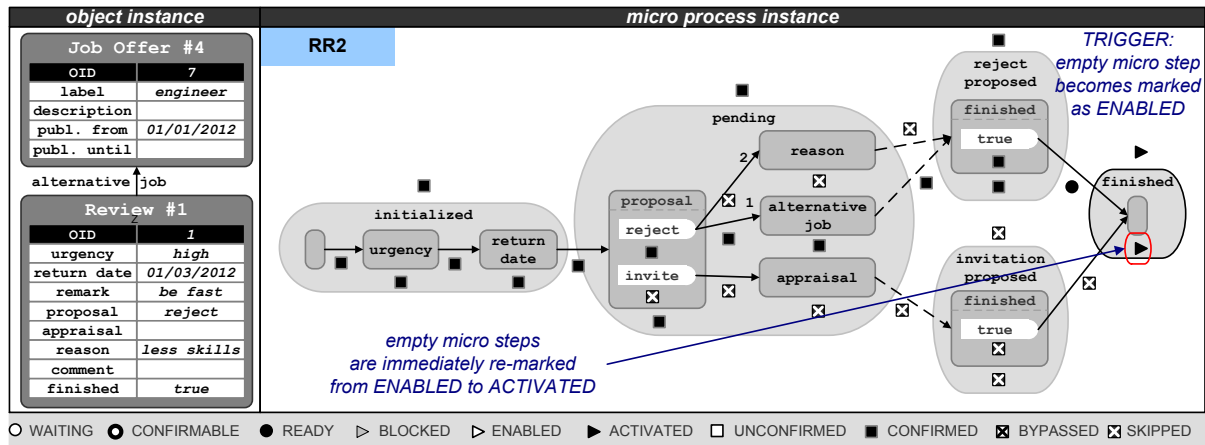 object instance
micro process instance
Job Offer #4
OID 7
label engineer
description
publ. from 01/01/2012
publ. until
alternative job
Review #1
Z
OID 1
urgency high
return date 01/03/2012
remark be fast
proposal reject
appraisal
reason less skills
comment
finished true
RR2
initialized
urgency
return
date
pending
proposal
reject
invite
2
1
reason
alternative
job
appraisal
reject
proposed
finished
true
invitation
proposed
finished
true
TRIGGER:
empty micro step
becomes marked
as ENABLED
finished
empty micro steps
are immediately re-marked
from ENABLED to ACTIVATED
WAITING CONFIRMABLE READY BLOCKED ENABLED ACTIVATED UNCONFIRMED CONFIRMED BYPASSED SKIPPED